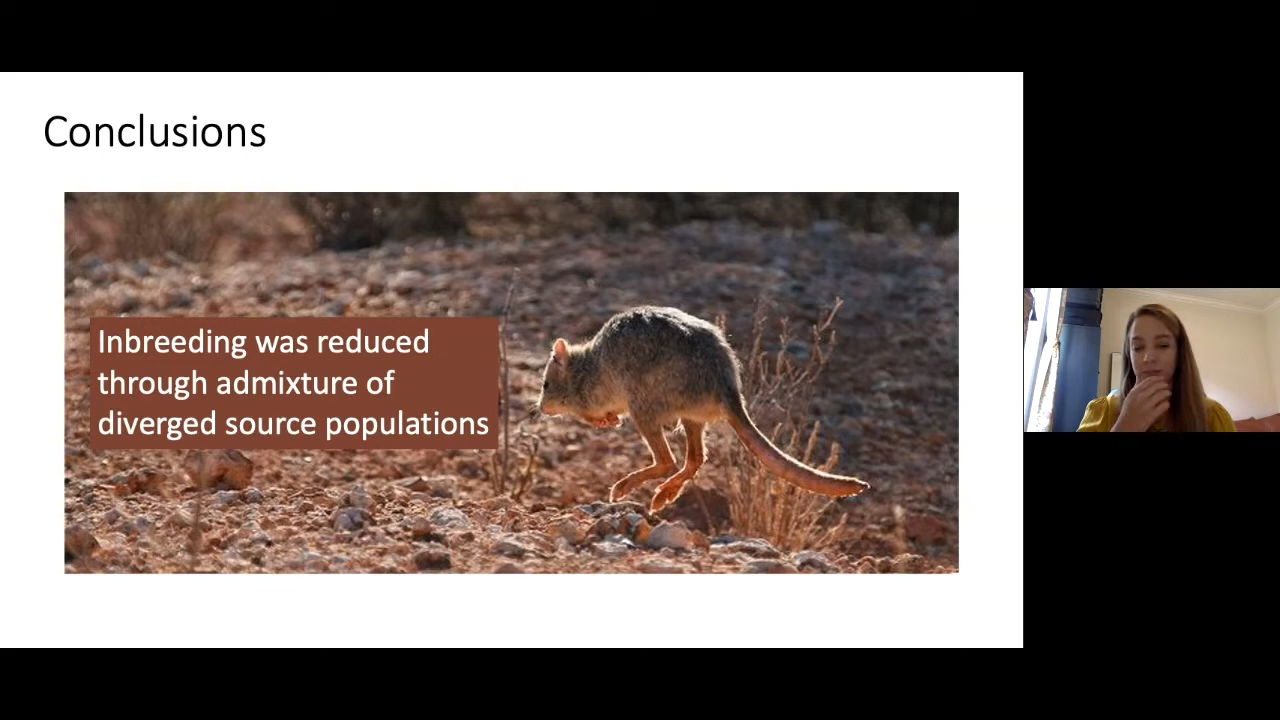 Conclusions
Inbreeding was reduced
through admixture of
diverged source populations